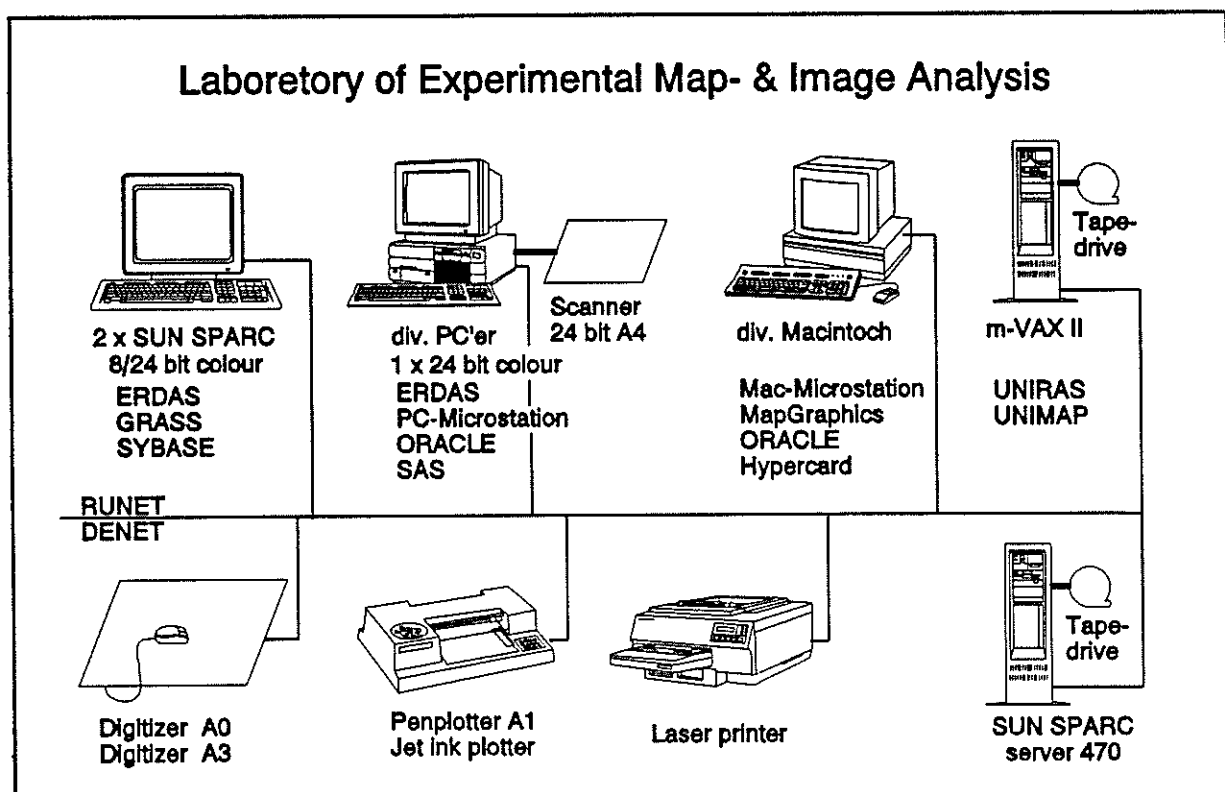 Laboretory of Experimental Map- & Image Analysis
2 x SUN SPARC
8/24 bit colour
ERDAS
GRASS
SYBASE
div. PC'er
1 x 24 bit colour
ERDAS
PC-Microstation
ORACLE
SAS
Scanner
24 bit A4
div. Macintoch
Mac-Microstation
MapGraphics
ORACLE
Hypercard
Tape-
drive
m-VAX II
UNIRAS
UNIMAP
RUNET
DENET
Digitizer A0
Digitizer A3
Penplotter A1
Jet ink plotter
Laser printer
Tape-
drive
SUN SPARC
server 470